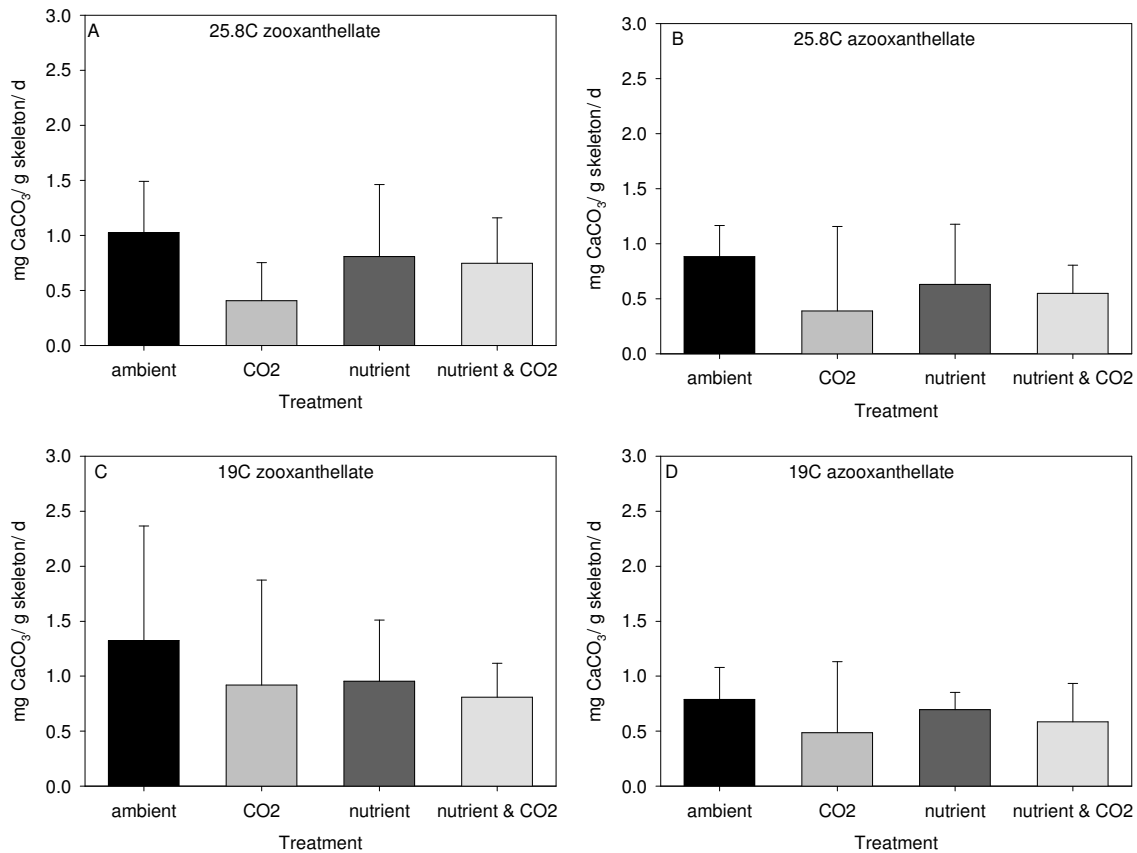 A 25.8C zooxanthellate
mg CaCO3/ g skeleton/ d
3.0
2.5
2.0
1.5
1.0
0.5
0.0
ambient CO2 nutrient nutrient & CO2
Treatment
B 25.8C azooxanthellate
mg CaCO3/ g skeleton/ d
3.0
2.5
2.0
1.5
1.0
0.5
0.0
ambient CO2 nutrient nutrient & CO2
Treatment
C 19C zooxanthellate
mg CaCO3/ g skeleton/ d
3.0
2.5
2.0
1.5
1.0
0.5
0.0
ambient CO2 nutrient nutrient & CO2
Treatment
D 19C azooxanthellate
mg CaCO3/ g skeleton/ d
3.0
2.5
2.0
1.5
1.0
0.5
0.0
ambient CO2 nutrient nutrient & CO2
Treatment